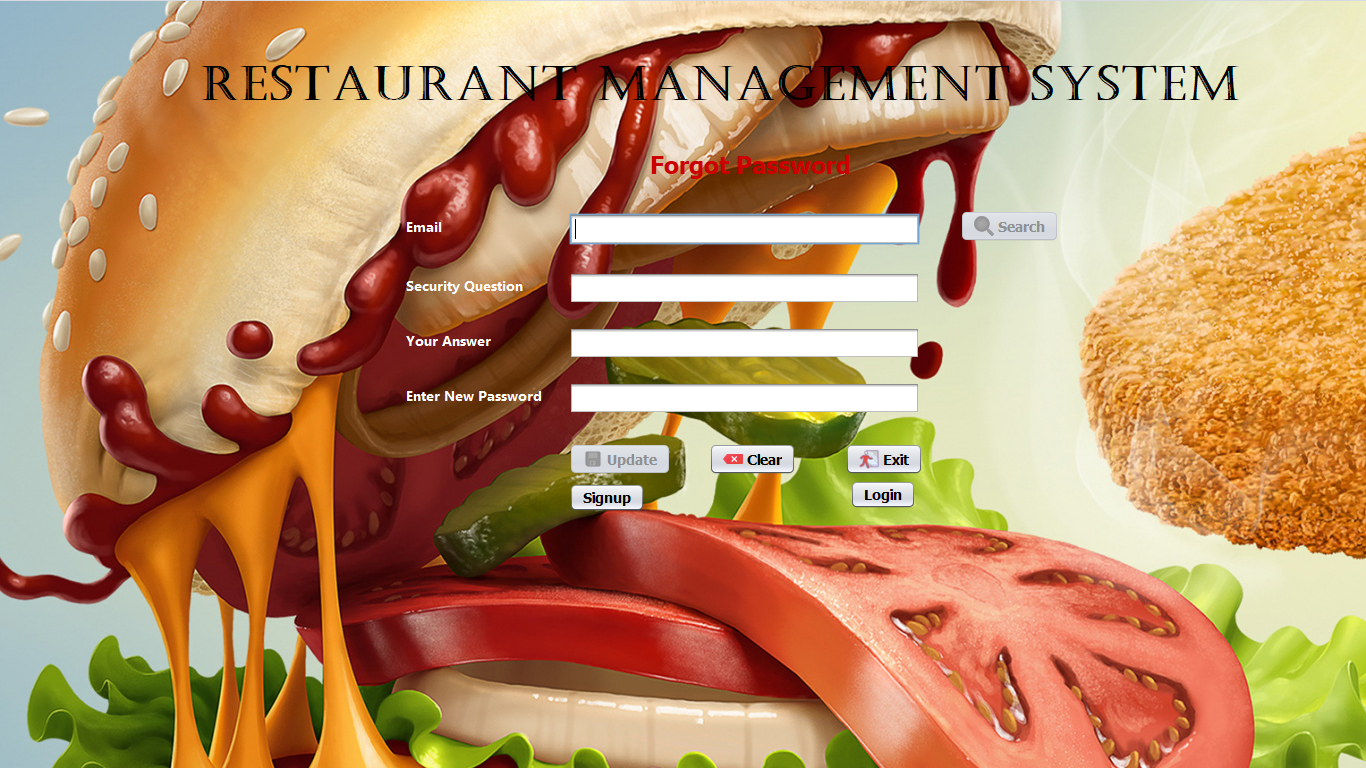 RESTAURANT MANAGEMENT SYSTEM
Forgot Password
Email
Search
Security Question
Your Answer
Enter New Password
Update Clear Exit
Signup Login